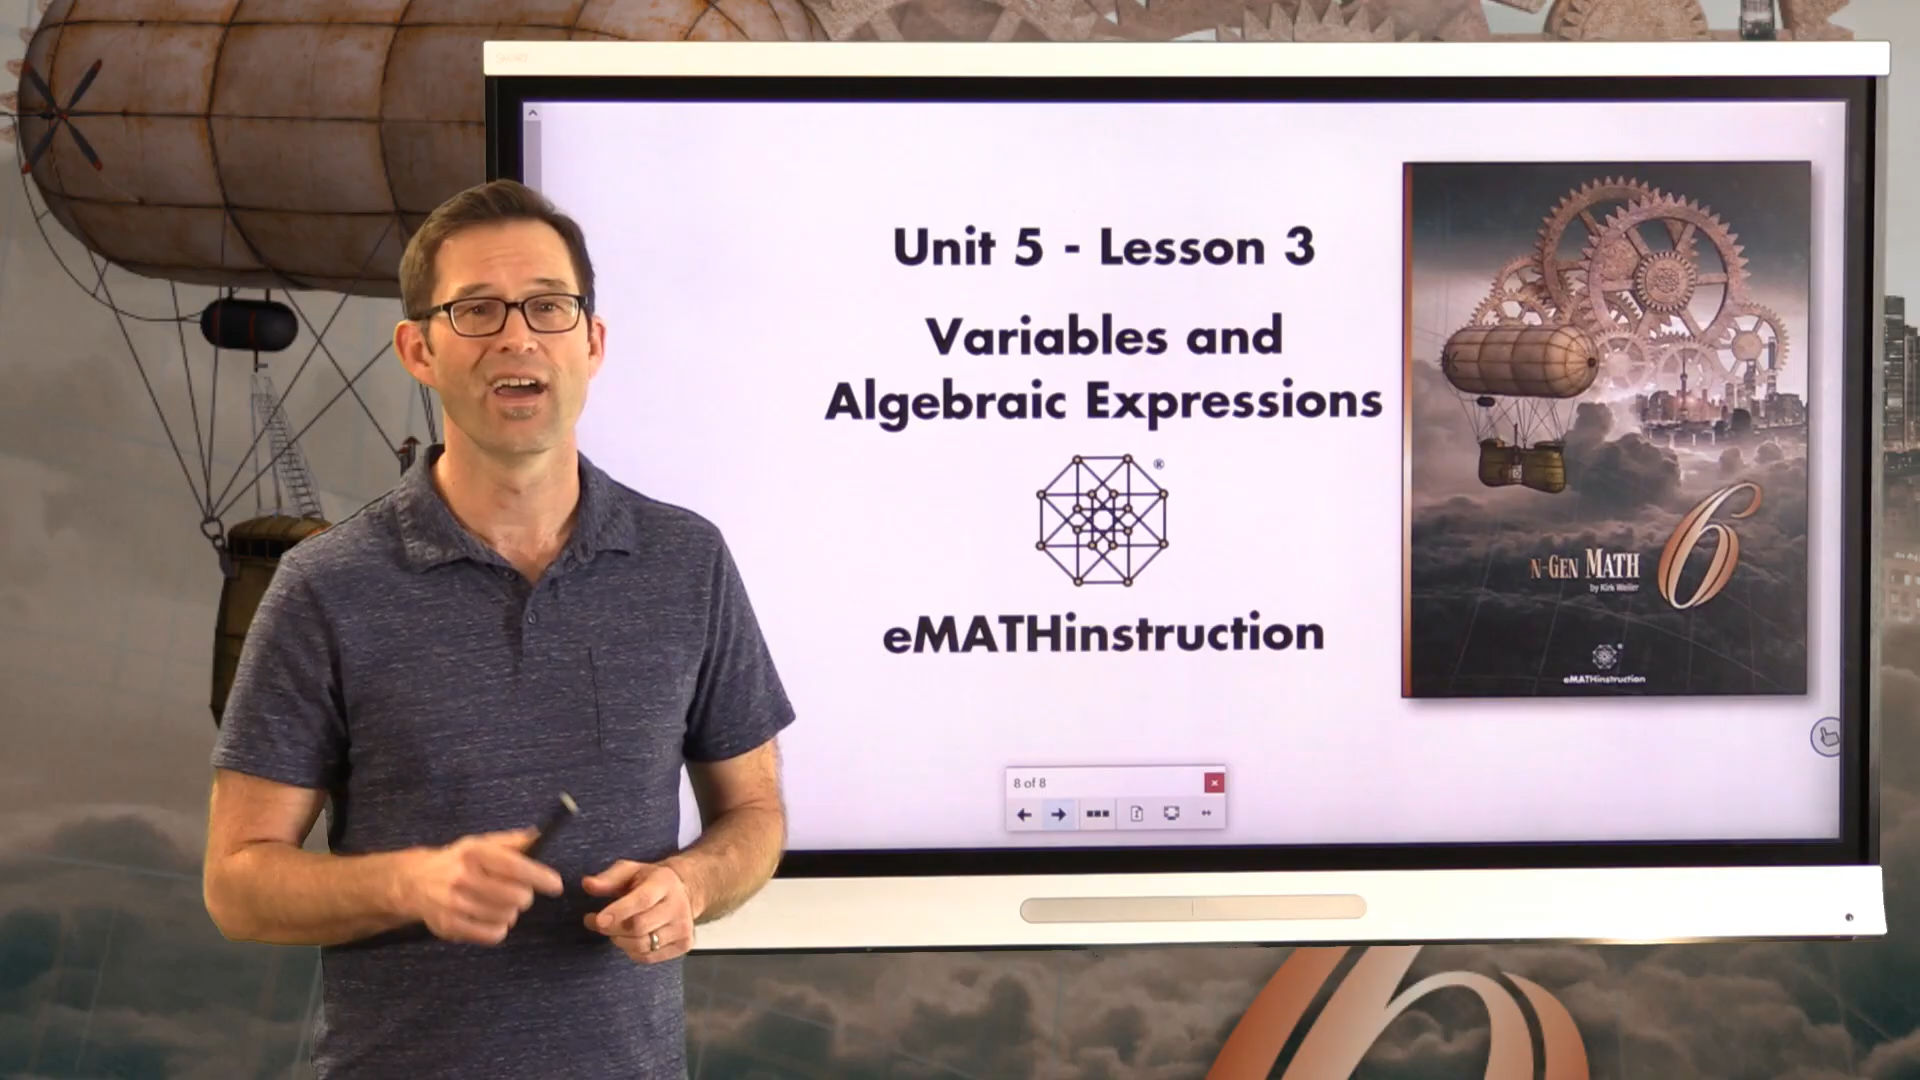 Unit 5 - Lesson 3
Variables and
Algebraic Expressions
®
eMATHinstruction
8 of 8
N-GEN MATH 6
by Kirk Weiler
eMATHinstruction
6